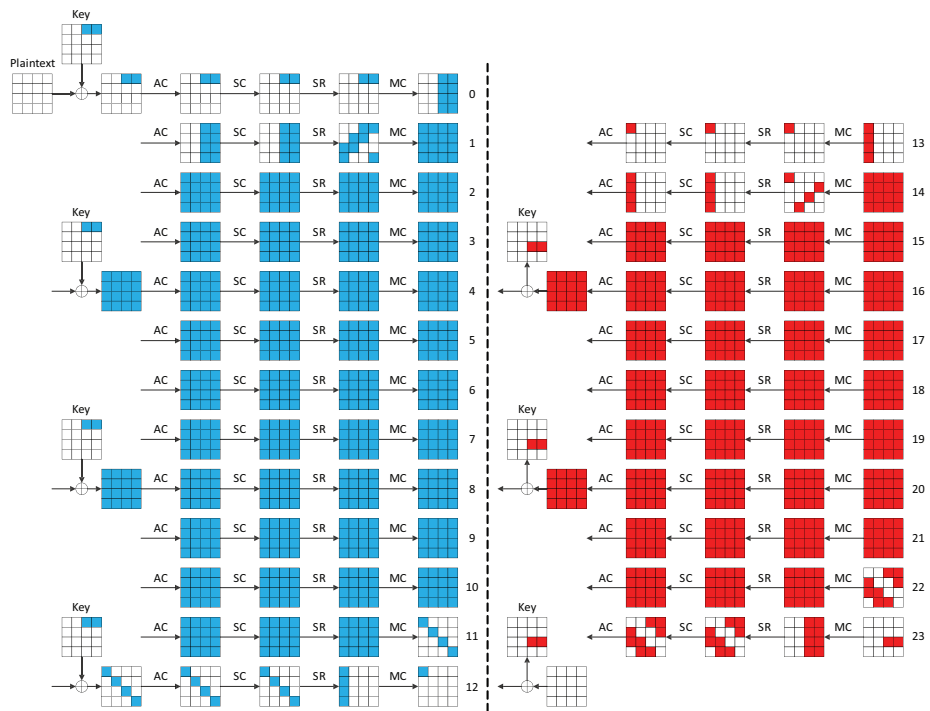 Key
Plaintext
AC SC SR MC 0
AC SC SR MC 1
AC SC SR MC 13
AC SC SR MC 2
AC SC SR MC 14
Key
AC SC SR MC 3
Key
AC SC SR MC 15
AC SC SR MC 4
AC SC SR MC 16
AC SC SR MC 5
AC SC SR MC 17
AC SC SR MC 6
AC SC SR MC 18
Key
AC SC SR MC 7
Key
AC SC SR MC 19
AC SC SR MC 8
AC SC SR MC 20
AC SC SR MC 9
AC SC SR MC 21
AC SC SR MC 10
AC SC SR MC 22
Key
AC SC SR MC 11
Key
AC SC SR MC 23
AC SC SR MC 12